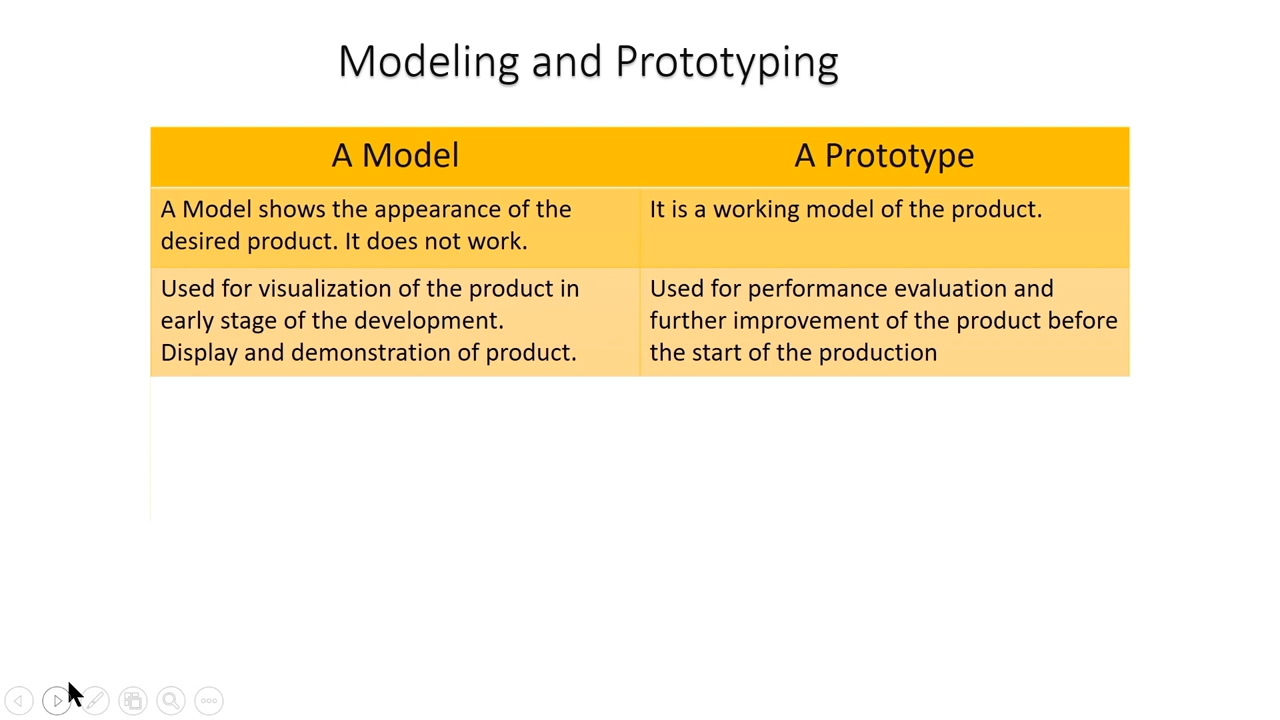 Modeling and Prototyping
A Model
A Prototype
A Model shows the appearance of the
desired product. It does not work.
It is a working model of the product.
Used for visualization of the product in
early stage of the development.
Display and demonstration of product.
Used for performance evaluation and
further improvement of the product before
the start of the production